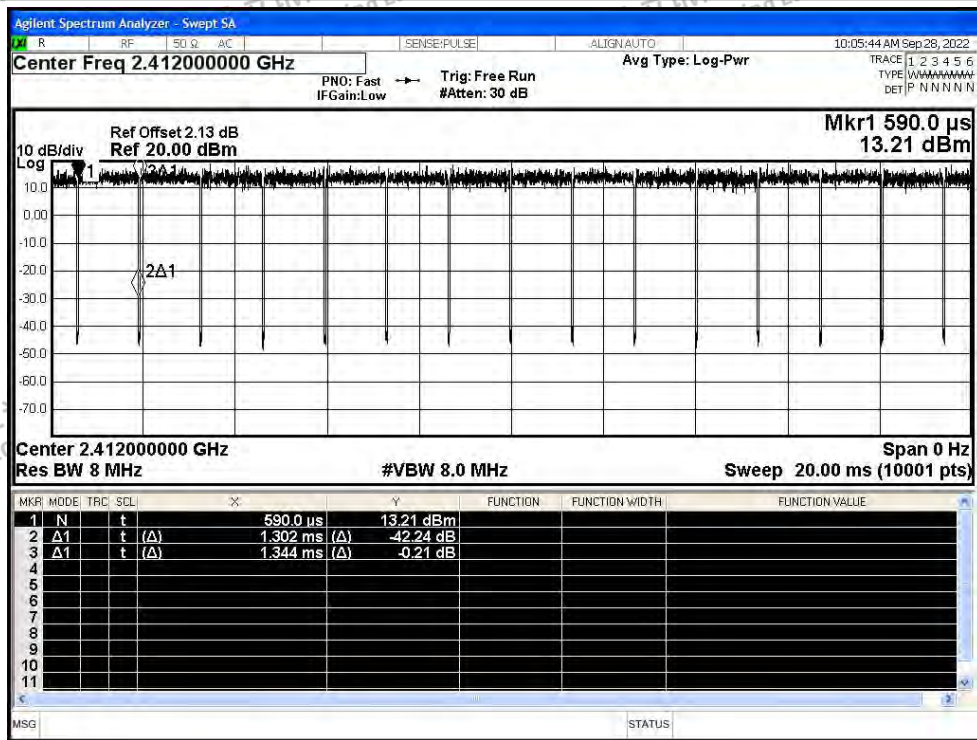 Agilent Spectrum Analyzer - Swept SA
LXI R RF 50 Ω AC SENSE:PULSE ALIGN AUTO 10:05:44 AM Sep 28, 2022
Center Freq 2.412000000 GHz Avg Type: Log-Pwr TRACE 1 2 3 4 5 6
PNO: Fast Trig: Free Run TYPE WWWWWW
IFGain:Low #Atten: 30 dB DET P N N N N N
Mkr1 590.0 µs
Ref Offset 2.13 dB
10 dB/div Ref 20.00 dBm 13.21 dBm
Log
1
3Δ1
10.0
0.00
-10.0
-20.0
2Δ1
-30.0
-40.0
-50.0
-60.0
-70.0
Center 2.412000000 GHz Span 0 Hz
Res BW 8 MHz #VBW 8.0 MHz Sweep 20.00 ms (10001 pts)
MKR MODE TRC SCL X Y FUNCTION FUNCTION WIDTH FUNCTION VALUE
1 N t 590.0 µs 13.21 dBm
2 Δ1 t (Δ) 1.302 ms (Δ) -42.24 dB
3 Δ1 t (Δ) 1.344 ms (Δ) -0.21 dB
4
5
6
7
8
9
10
11
MSG STATUS